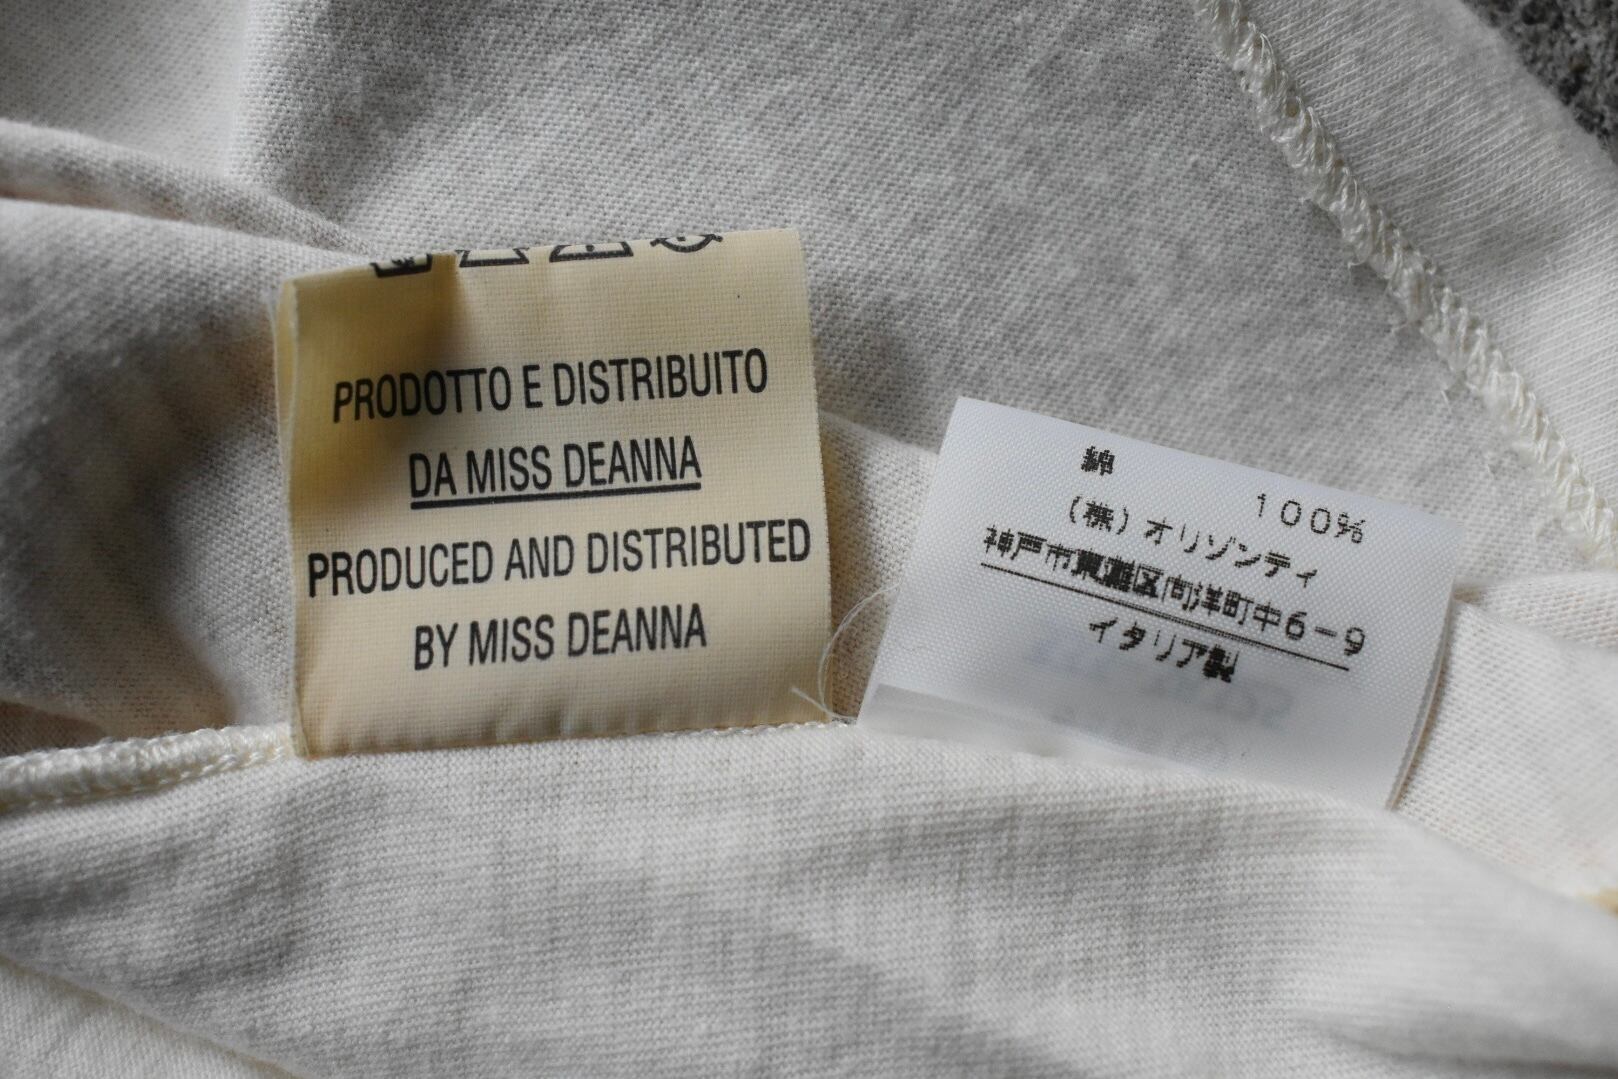 PRODOTTO E DISTRIBUITO
DA MISS DEANNA
PRODUCED AND DISTRIBUTED
BY MISS DEANNA
綿 100%
(株)オリゾンティ
神戸市東灘区向洋町中6-9
イタリア製